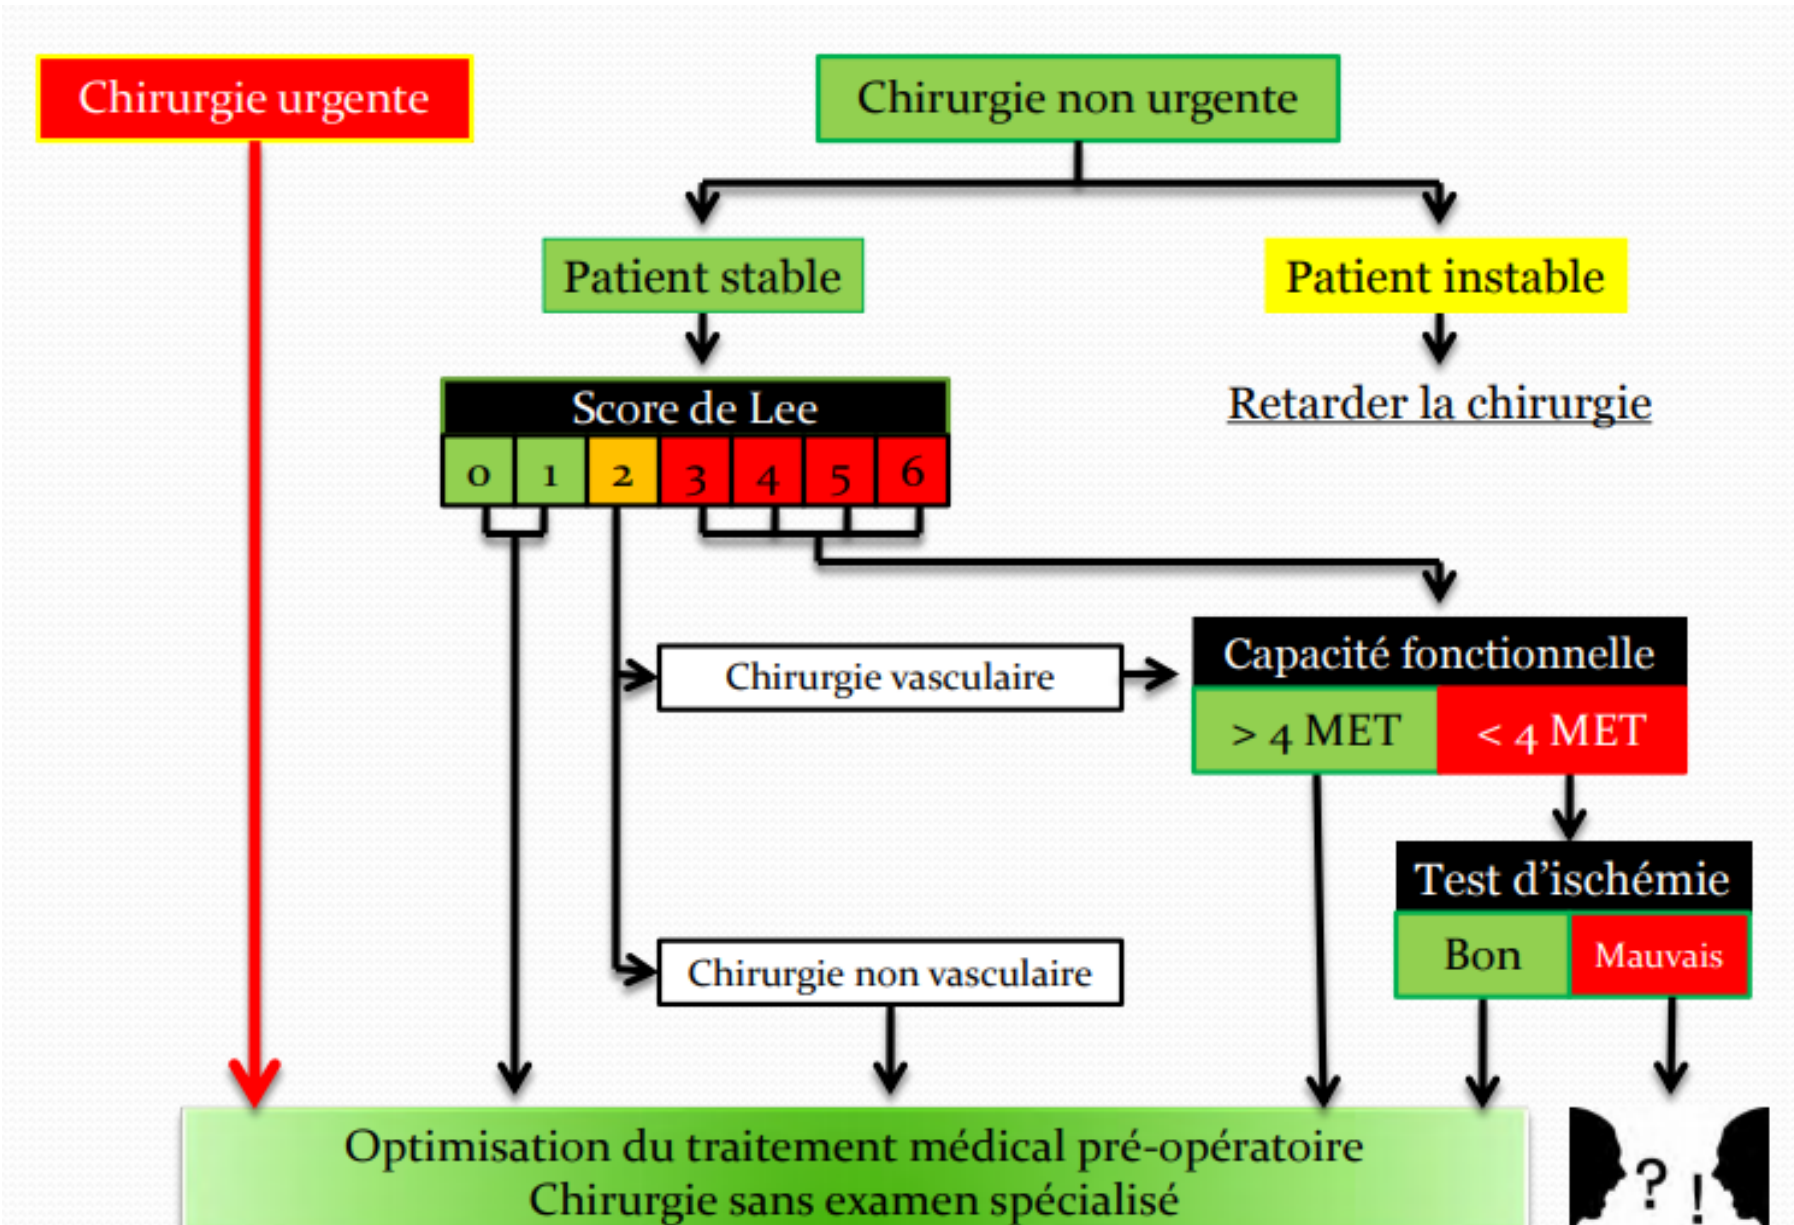 Chirurgie urgente
Chirurgie non urgente
Patient stable
Patient instable
Score de Lee
0 1 2 3 4 5 6
Retarder la chirurgie
Chirurgie vasculaire
Capacité fonctionnelle
> 4 MET
< 4 MET
Test d’ischémie
Bon
Mauvais
Chirurgie non vasculaire
Optimisation du traitement médical pré-opératoire
Chirurgie sans examen spécialisé
? !